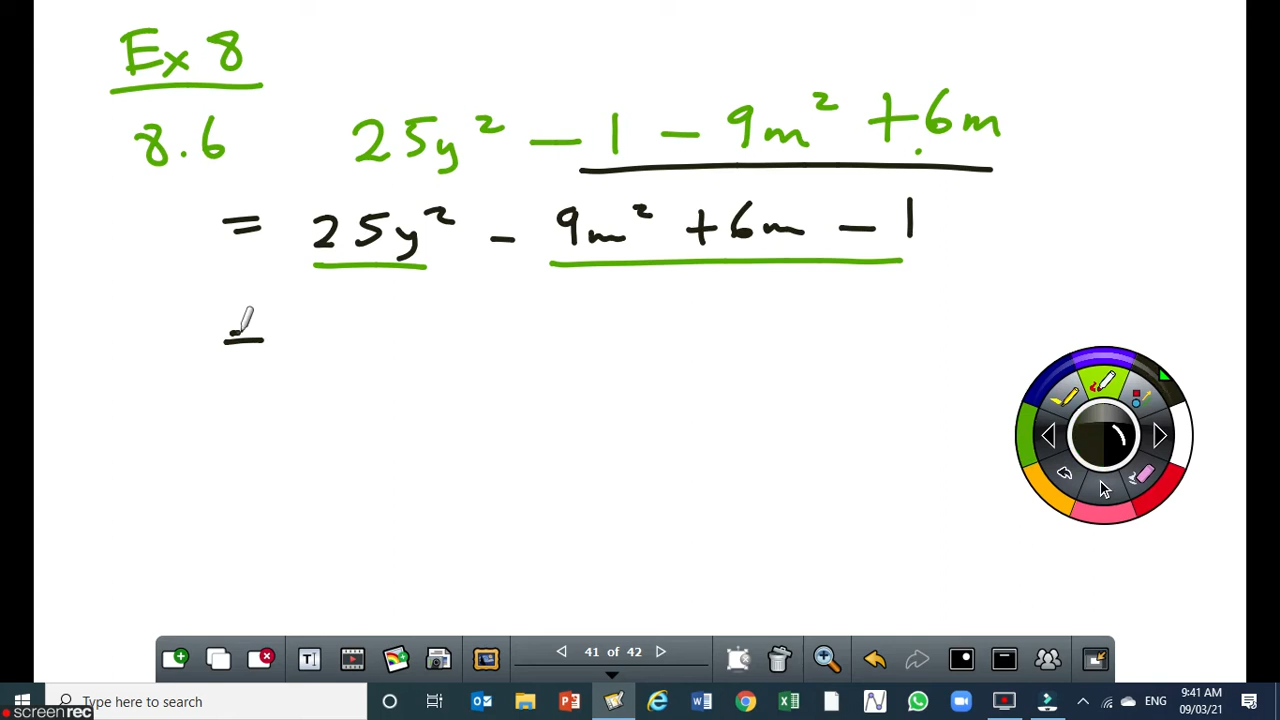 Ex 8
8.6 25y² - 1 - 9m² + 6m
= 25y² - 9m² + 6m - 1
=
41 of 42
Type here to search
ENG
9:41 AM
09/03/21
screenrec